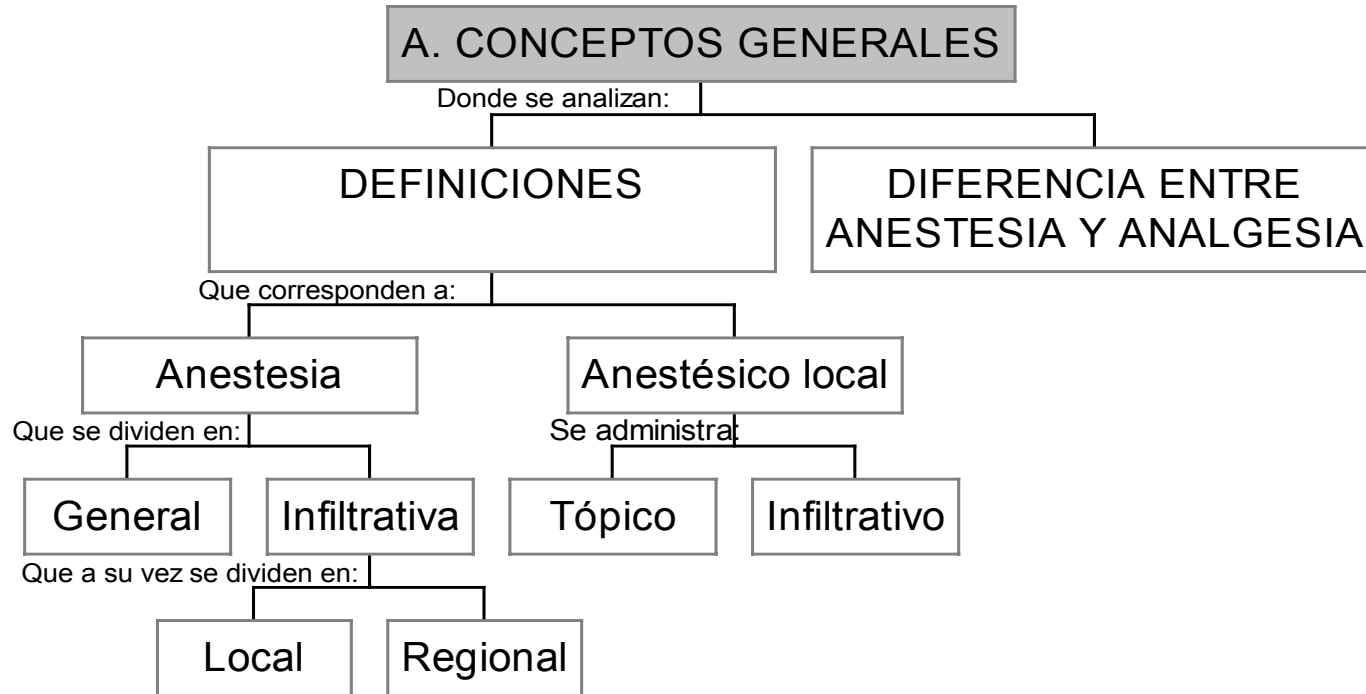 A. CONCEPTOS GENERALES
Donde se analizan:
DEFINICIONES
DIFERENCIA ENTRE
ANESTESIA Y ANALGESIA
Que corresponden a:
Anestesia
Anestésico local
Que se dividen en:
Se administra:
General
Infiltrativa
Tópico
Infiltrativo
Que a su vez se dividen en:
Local
Regional